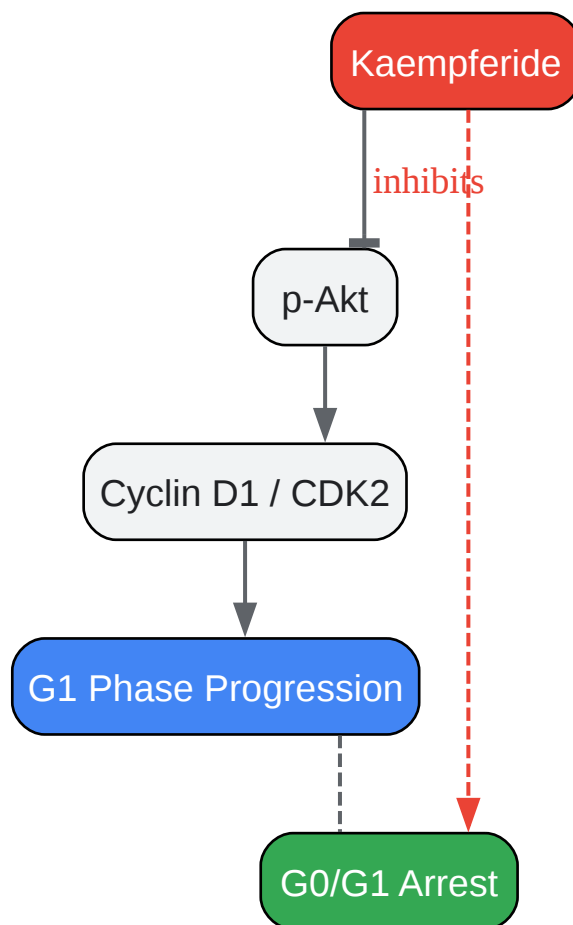 Kaempferide
inhibits
p-Akt
Cyclin D1 / CDK2
G1 Phase Progression
G0/G1 Arrest